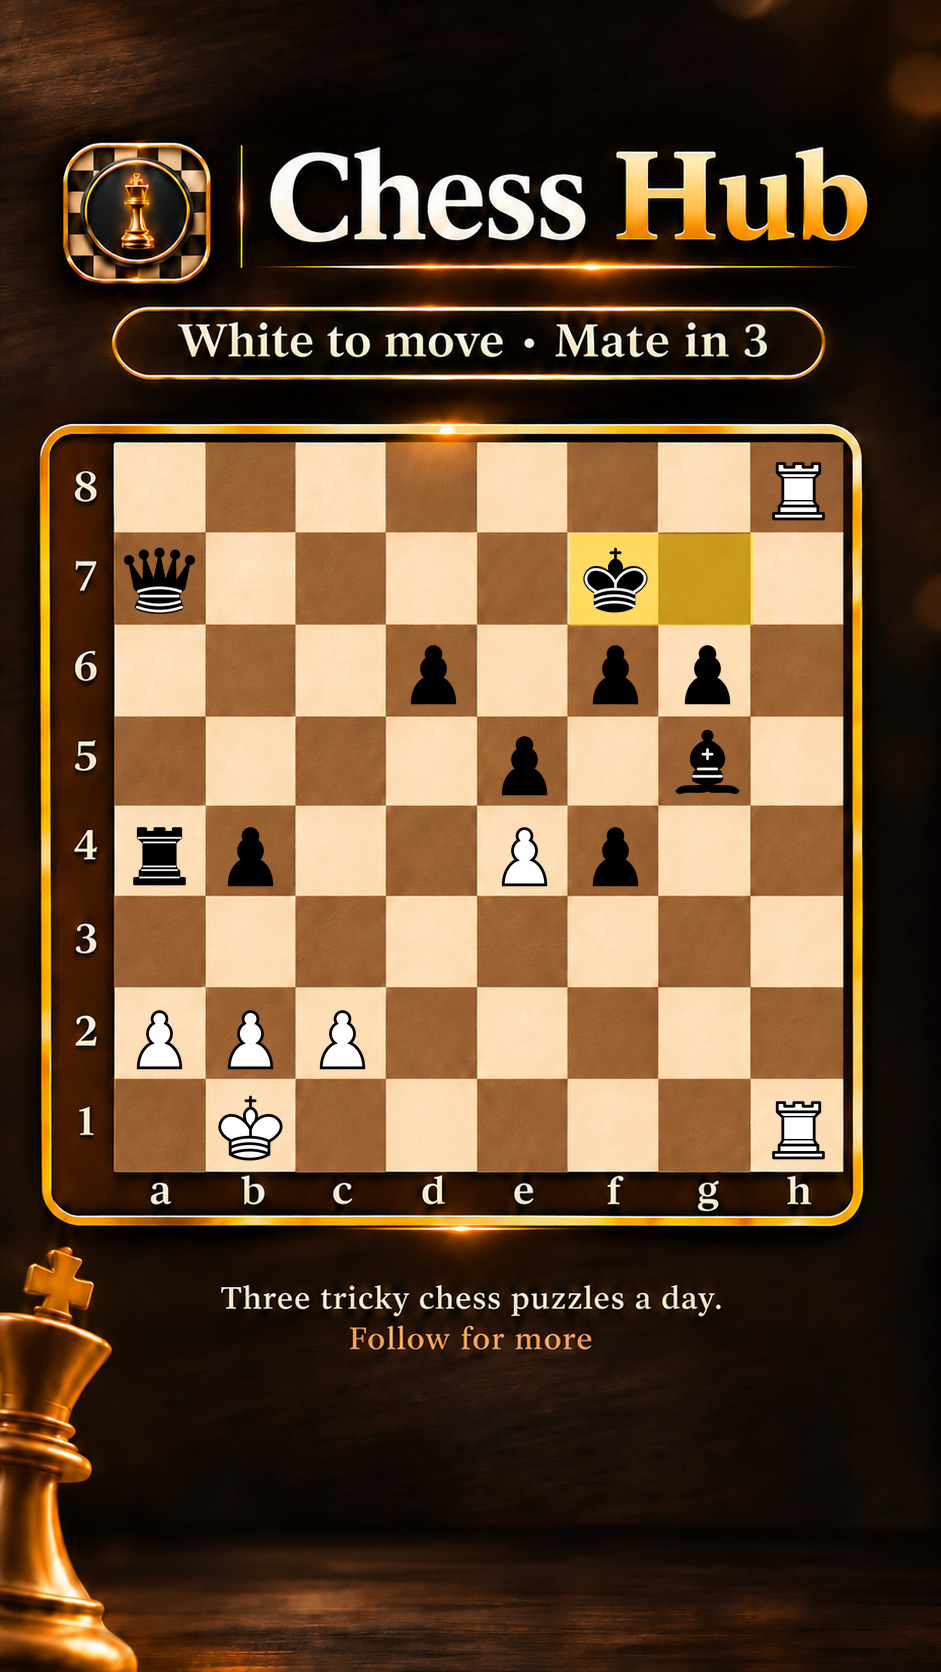 Chess Hub
White to move • Mate in 3
8
7
6
5
4
3
2
1
a b c d e f g h
Three tricky chess puzzles a day.
Follow for more